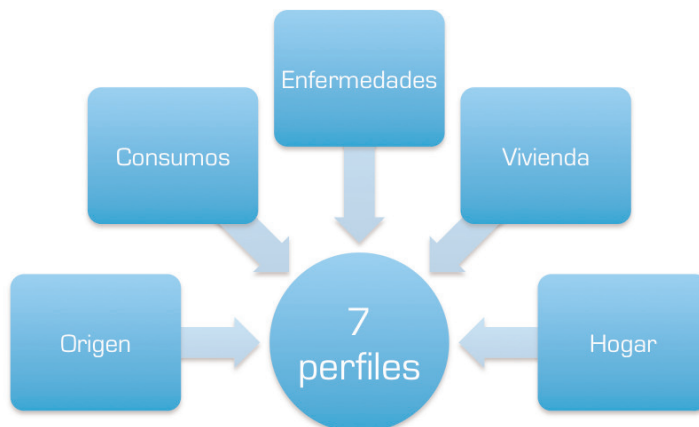 Enfermedades
Consumos
Vivienda
Origen
7
perfiles
Hogar